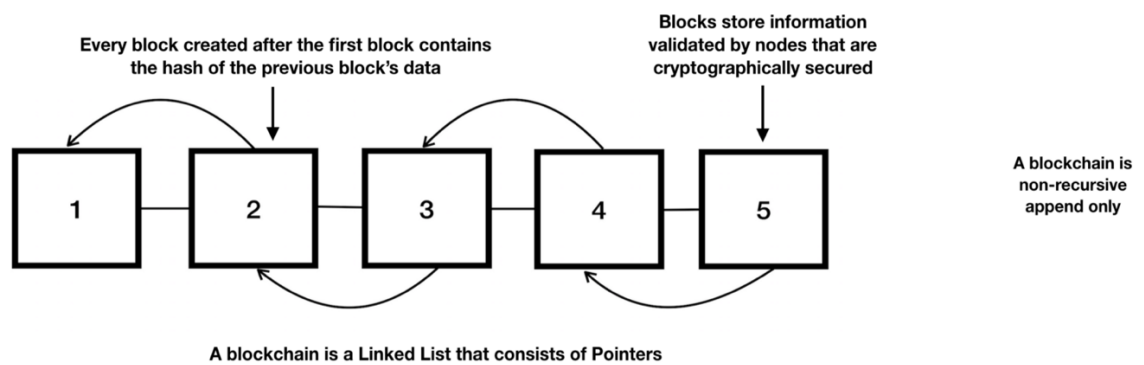 Every block created after the first block contains
the hash of the previous block's data
Blocks store information
validated by nodes that are
cryptographically secured
1
2
3
4
5
A blockchain is
non-recursive
append only
A blockchain is a Linked List that consists of Pointers